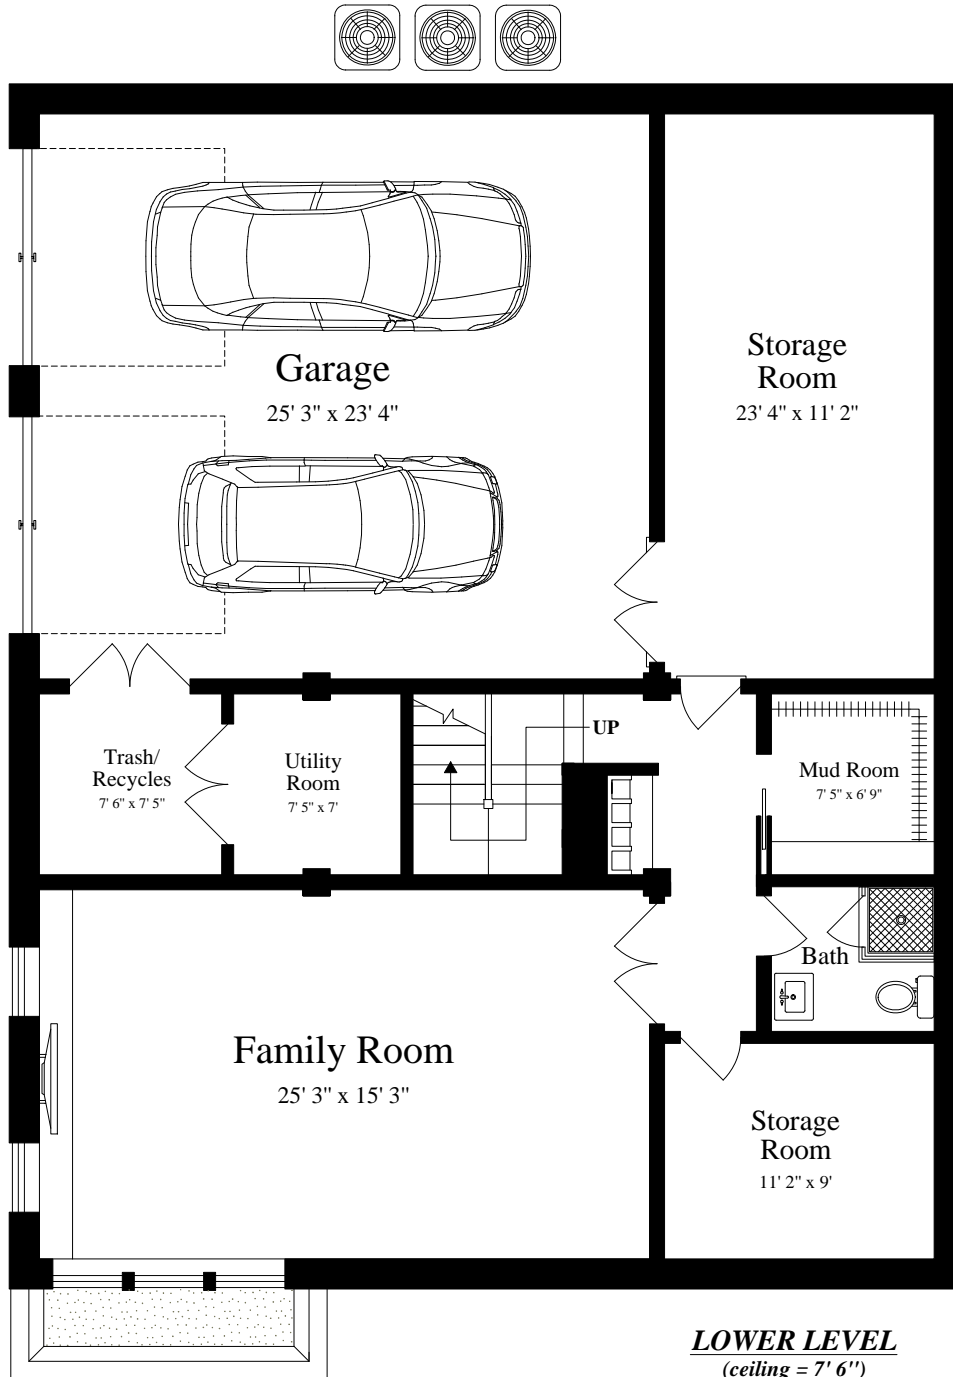 Garage
25' 3" x 23' 4"
Storage
Room
23' 4" x 11' 2"
Trash/
Recycles
7' 6" x 7' 5"
Utility
Room
7' 5" x 7'
UP
Mud Room
7' 5" x 6' 9"
Bath
Family Room
25' 3" x 15' 3"
Storage
Room
11' 2" x 9'
LOWER LEVEL
(ceiling = 7' 6")